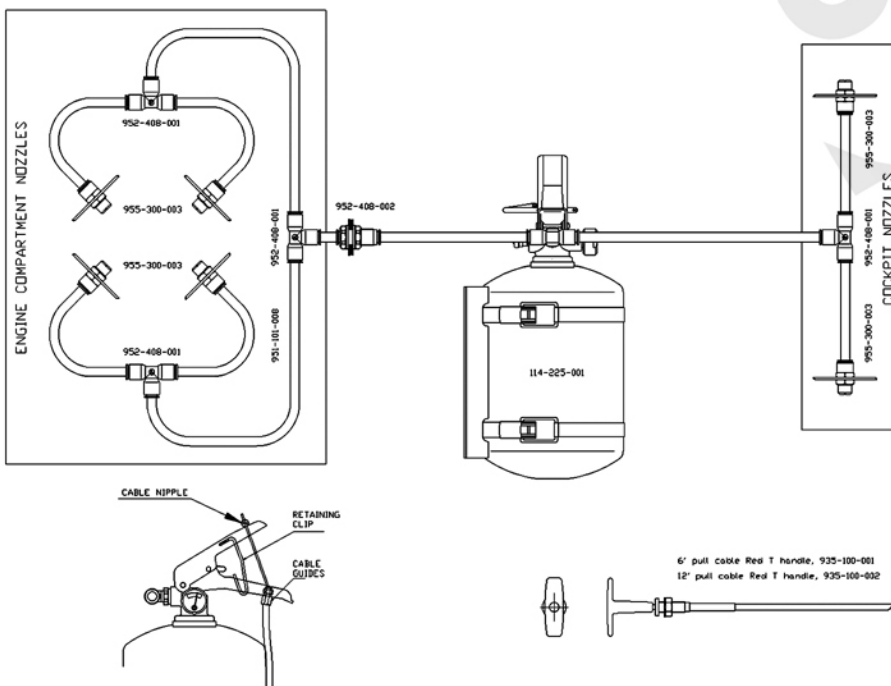 ENGINE COMPARTMENT NOZZLES
952-408-001
955-300-003
955-300-003
952-408-001
952-408-001
951-101-008
952-408-002
114-225-001
955-300-003
952-408-001
955-300-003
COCKPIT NOZZLES
CABLE NIPPLE
RETAINING
CLIP
CABLE
GUIDES
6' pull cable Red T handle, 935-100-001
12' pull cable Red T handle, 935-100-002